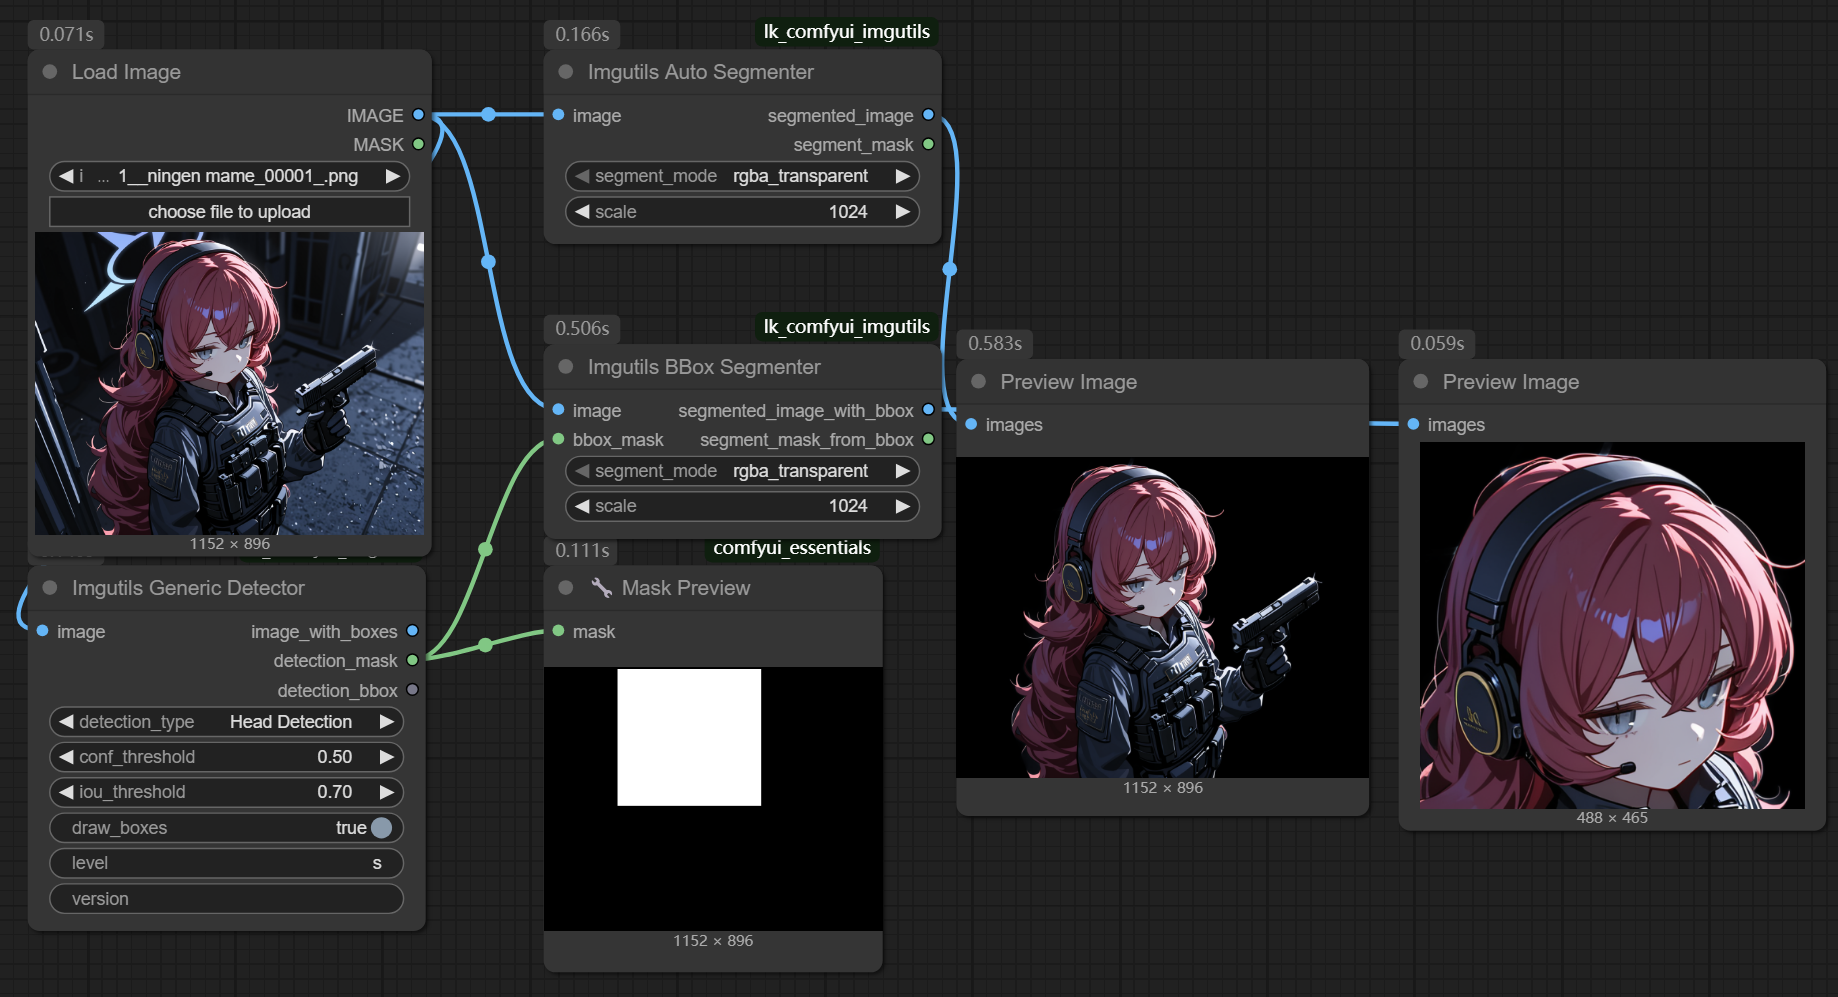 0.071s
Load Image
IMAGE
MASK
i ... 1__ningen mame_00001_.png
choose file to upload
1152 × 896
Imgutils Generic Detector
image
image_with_boxes
detection_mask
detection_bbox
detection_type Head Detection
conf_threshold 0.50
iou_threshold 0.70
draw_boxes true
level s
version
0.166s
lk_comfyui_imgutils
Imgutils Auto Segmenter
image segmented_image
segment_mask
segment_mode rgba_transparent
scale 1024
0.506s
lk_comfyui_imgutils
Imgutils BBox Segmenter
image segmented_image_with_bbox
bbox_mask segment_mask_from_bbox
segment_mode rgba_transparent
scale 1024
0.111s
comfyui_essentials
Mask Preview
mask
1152 × 896
0.583s
Preview Image
images
1152 × 896
0.059s
Preview Image
images
488 × 465